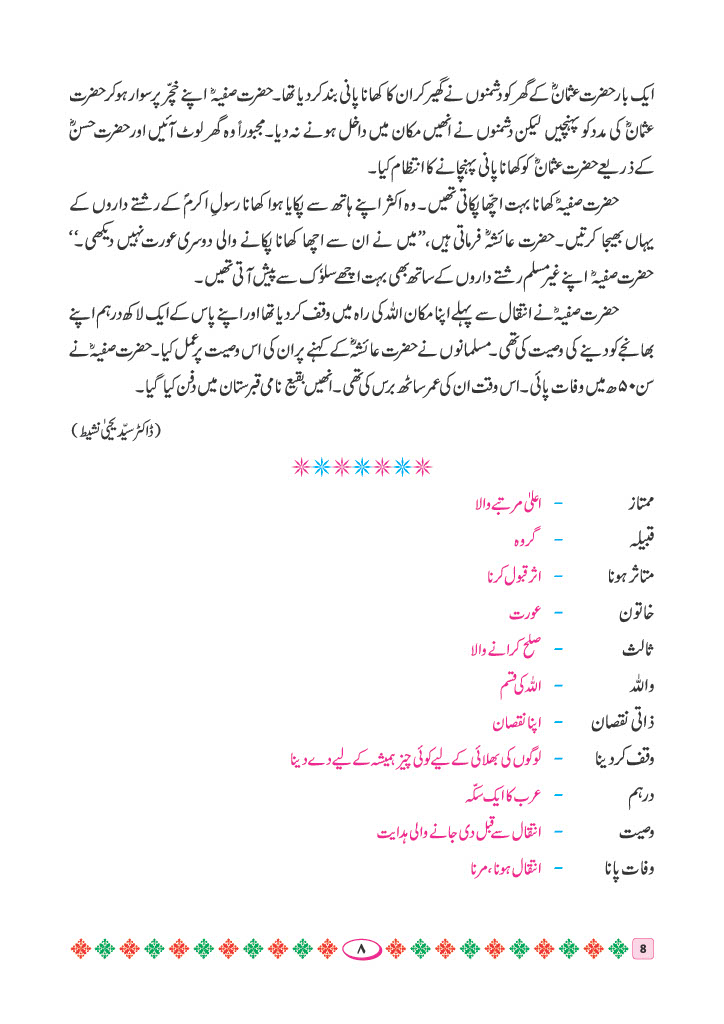 ایک بار حضرت عثمانؓ کے گھر کو دشمنوں نے گھیر کر ان کا کھانا پانی بند کر دیا تھا۔ حضرت صفیہؓ اپنے خچّر پر سوار ہو کر حضرت
عثمانؓ کی مدد کو پہنچیں لیکن دشمنوں نے انھیں مکان میں داخل ہونے نہ دیا۔ مجبوراً وہ گھر لوٹ آئیں اور حضرت حسنؓ
کے ذریعے حضرت عثمانؓ کو کھانا پانی پہنچانے کا انتظام کیا۔
حضرت صفیہؓ کھانا بہت اچّھا پکاتی تھیں۔ وہ اکثر اپنے ہاتھ سے پکایا ہوا کھانا رسولِ اکرمؐ کے رشتے داروں کے
یہاں بھیجا کرتیں۔ حضرت عائشہؓ فرماتی ہیں، ”میں نے ان سے اچھا کھانا پکانے والی دوسری عورت نہیں دیکھی۔“
حضرت صفیہؓ اپنے غیر مسلم رشتے داروں کے ساتھ بھی بہت اچھے سلوٗک سے پیش آتی تھیں۔
حضرت صفیہؓ نے انتقال سے پہلے اپنا مکان اللہ کی راہ میں وقف کر دیا تھا اور اپنے پاس کے ایک لاکھ درہم اپنے
بھانجے کو دینے کی وصیت کی تھی۔ مسلمانوں نے حضرت عائشہؓ کے کہنے پر ان کی اس وصیت پر عمل کیا۔ حضرت صفیہؓ نے
سن ۵۰ھ میں وفات پائی۔ اس وقت ان کی عمر ساٹھ برس کی تھی۔ انھیں بقیع نامی قبرستان میں دفن کیا گیا۔
(ڈاکٹر سیّد یحییٰ نشیط)
ممتاز - اعلیٰ مرتبے والا
قبیلہ - گروہ
متاثر ہونا - اثر قبول کرنا
خاتون - عورت
ثالث - صلح کرانے والا
واللہ - اللہ کی قسم
ذاتی نقصان - اپنا نقصان
وقف کر دینا - لوگوں کی بھلائی کے لیے کوئی چیز ہمیشہ کے لیے دے دینا
درہم - عرب کا ایک سکّہ
وصیت - انتقال سے قبل دی جانے والی ہدایت
وفات پانا - انتقال ہونا، مرنا
۸
8